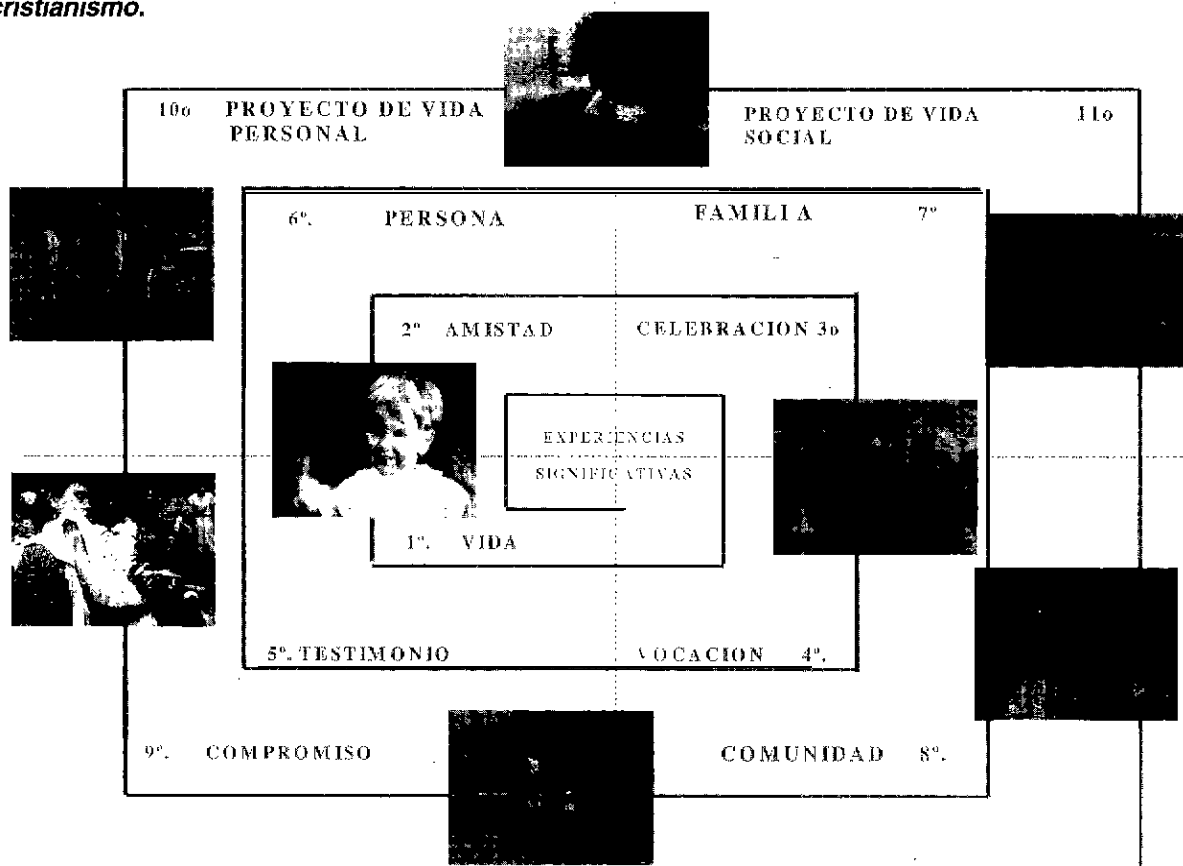 cristianismo.
10o PROYECTO DE VIDA
PERSONAL
PROYECTO DE VIDA 11o
SOCIAL
6º. PERSONA
FAMILIA 7º
2º AMISTAD
CELEBRACION 3o
EXPERIENCIAS
SIGNIFICATIVAS
1º. VIDA
5º. TESTIMONIO
VOCACION 4º.
9º. COMPROMISO
COMUNIDAD 8º.